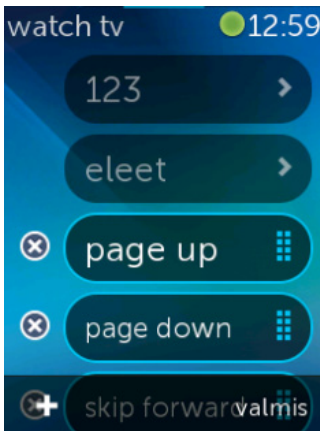 watch tv 12:59
123
eleet
page up
page down
skip forward
valmis